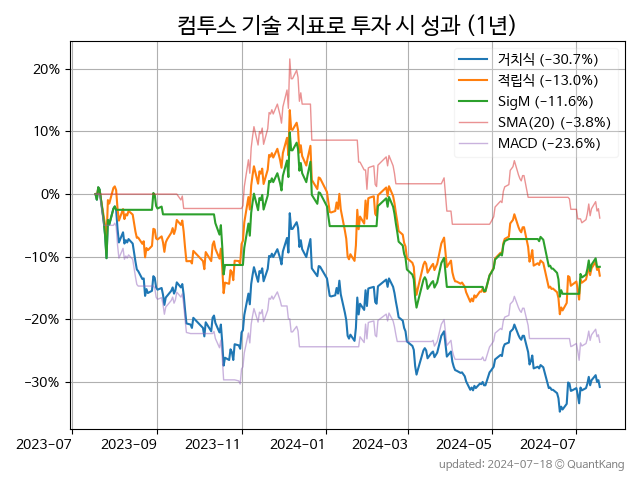 컴투스 기술 지표로 투자 시 성과 (1년)
거치식 (−30.7%)
적립식 (−13.0%)
SigM (−11.6%)
SMA(20) (−3.8%)
MACD (−23.6%)
20%
10%
0%
−10%
−20%
−30%
2023-07 2023-09 2023-11 2024-01 2024-03 2024-05 2024-07
updated: 2024-07-18 ⓒ QuantKang